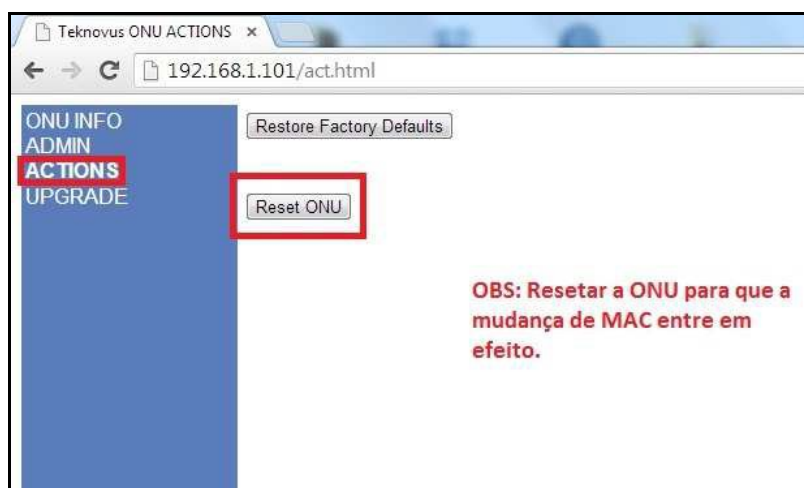 Teknovus ONU ACTIONS
192.168.1.101/act.html
ONU INFO
ADMIN
ACTIONS
UPGRADE
Restore Factory Defaults
Reset ONU
OBS: Resetar a ONU para que a
mudança de MAC entre em
efeito.